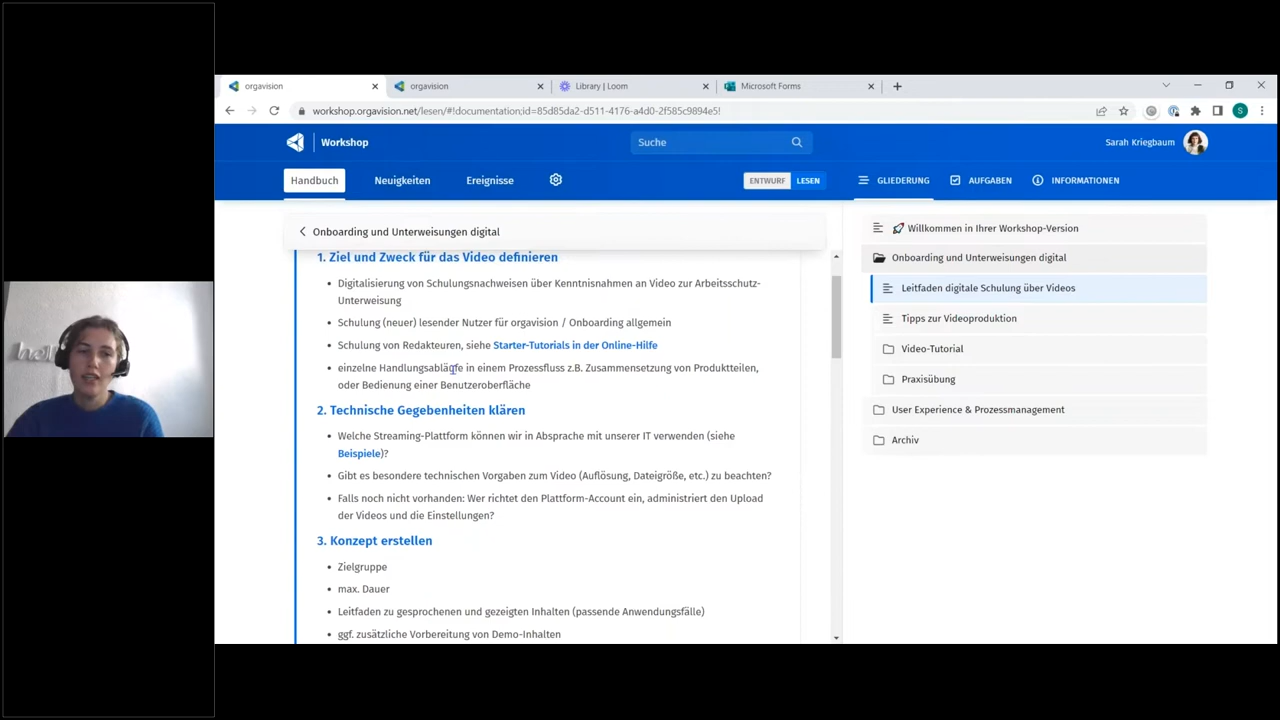 orgavision
orgavision
Library | Loom
Microsoft Forms
workshop.orgavision.net/lesen/#!documentation;id=85d85da2-d511-4176-a4d0-2f585c9894e5!
S
Workshop
Suche
Sarah Kriegbaum
Handbuch
Neuigkeiten
Ereignisse
ENTWURF LESEN
GLIEDERUNG
AUFGABEN
INFORMATIONEN
Onboarding und Unterweisungen digital
1. Ziel und Zweck für das Video definieren
• Digitalisierung von Schulungsnachweisen über Kenntnisnahmen an Video zur Arbeitsschutz-
Unterweisung
• Schulung (neuer) lesender Nutzer für orgavision / Onboarding allgemein
• Schulung von Redakteuren, siehe Starter-Tutorials in der Online-Hilfe
• einzelne Handlungsabläufe in einem Prozessfluss z.B. Zusammensetzung von Produktteilen,
oder Bedienung einer Benutzeroberfläche
2. Technische Gegebenheiten klären
• Welche Streaming-Plattform können wir in Absprache mit unserer IT verwenden (siehe
Beispiele)?
• Gibt es besondere technischen Vorgaben zum Video (Auflösung, Dateigröße, etc.) zu beachten?
• Falls noch nicht vorhanden: Wer richtet den Plattform-Account ein, administriert den Upload
der Videos und die Einstellungen?
3. Konzept erstellen
• Zielgruppe
• max. Dauer
• Leitfaden zu gesprochenen und gezeigten Inhalten (passende Anwendungsfälle)
• ggf. zusätzliche Vorbereitung von Demo-Inhalten
🚀 Willkommen in Ihrer Workshop-Version
Onboarding und Unterweisungen digital
Leitfaden digitale Schulung über Videos
Tipps zur Videoproduktion
Video-Tutorial
Praxisübung
User Experience & Prozessmanagement
Archiv